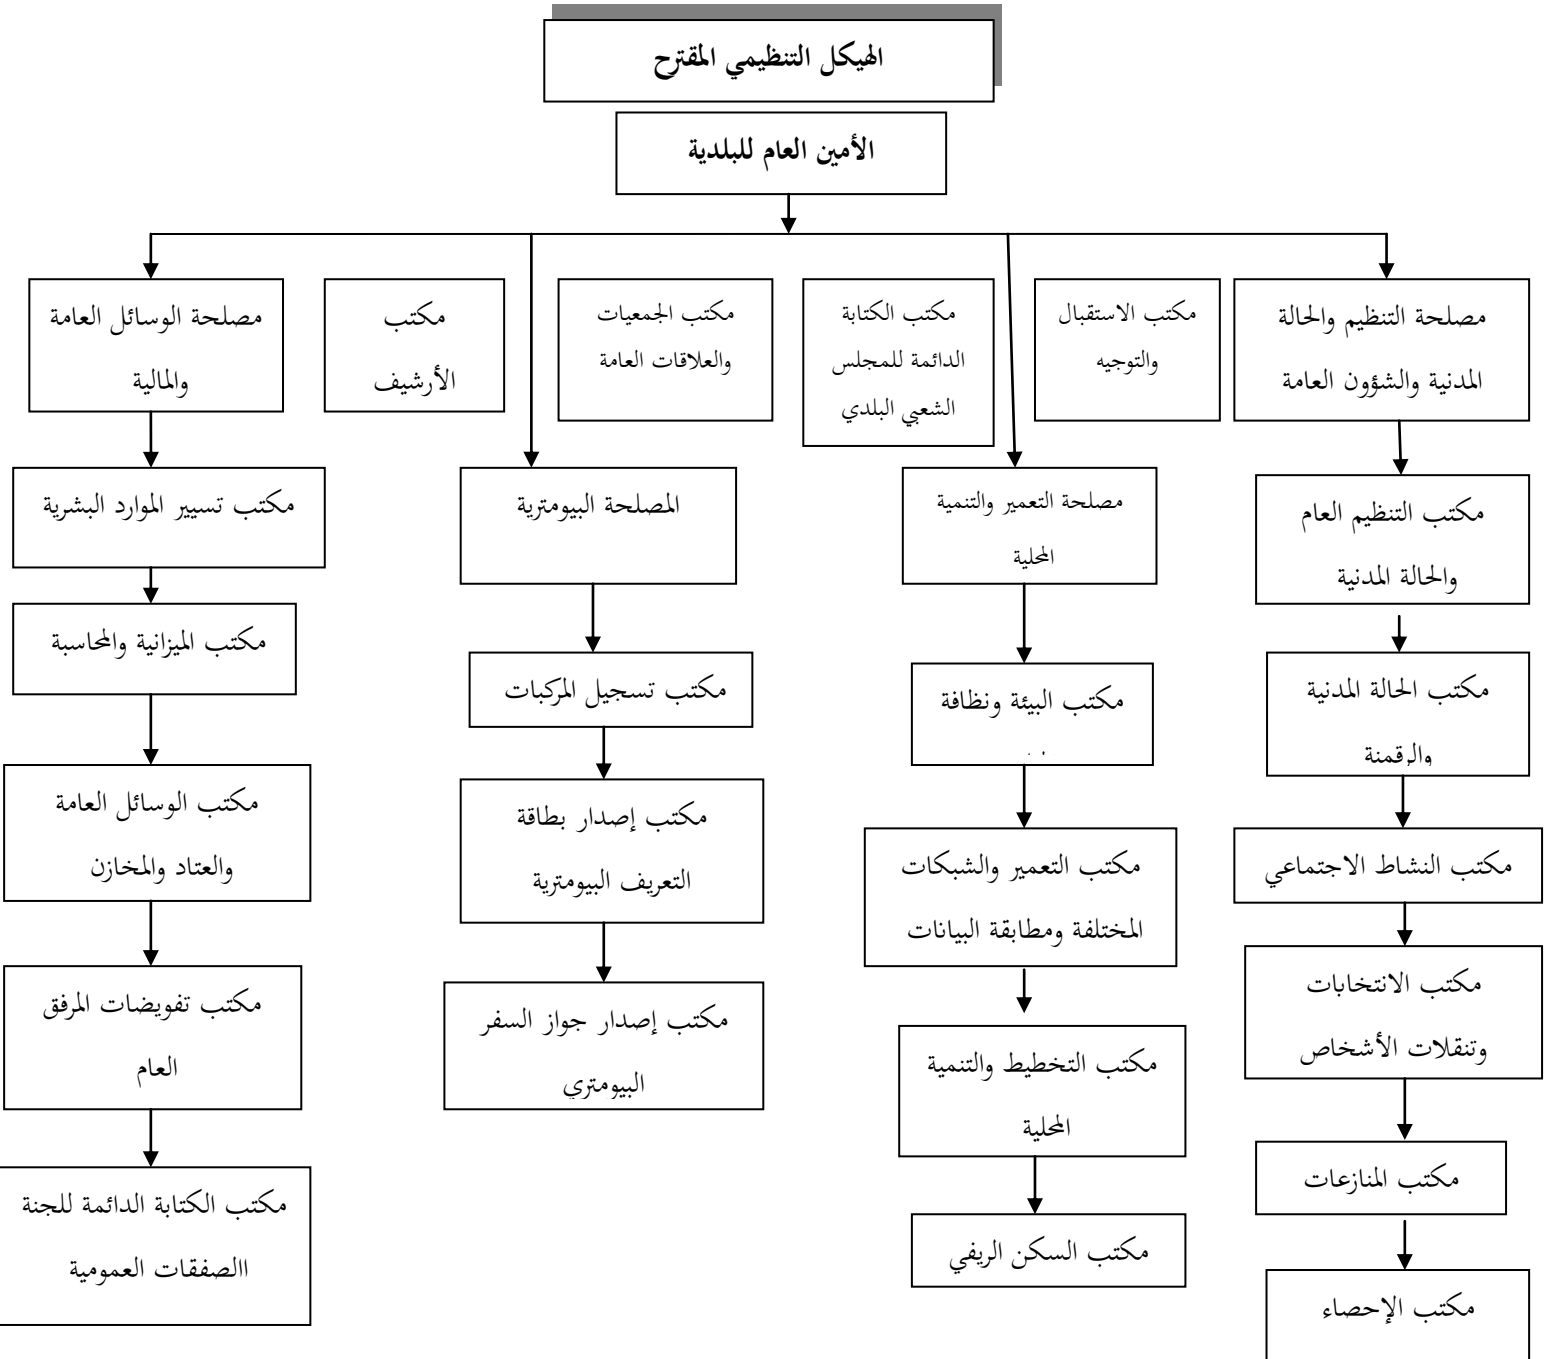 الهيكل التنظيمي المقترح
الأمين العام للبلدية
مصلحة التنظيم والحالة
المدنية والشؤون العامة
مكتب الاستقبال
والتوجيه
مكتب الكتابة
الدائمة للمجلس
الشعبي البلدي
مكتب الجمعيات
والعلاقات العامة
مكتب
الأرشيف
مصلحة الوسائل العامة
والمالية
مكتب التنظيم العام
والحالة المدنية
مكتب الحالة المدنية
والرقمنة
مكتب النشاط الاجتماعي
مكتب الانتخابات
وتنقلات الأشخاص
مكتب المنازعات
مكتب الإحصاء
مصلحة التعمير والتنمية
المحلية
مكتب البيئة ونظافة
مكتب التعمير والشبكات
المختلفة ومطابقة البيانات
مكتب التخطيط والتنمية
المحلية
مكتب السكن الريفي
المصلحة البيومترية
مكتب تسجيل المركبات
مكتب إصدار بطاقة
التعريف البيومترية
مكتب إصدار جواز السفر
البيومتري
مكتب تسيير الموارد البشرية
مكتب الميزانية والمحاسبة
مكتب الوسائل العامة
والعتاد والمخازن
مكتب تفويضات المرفق
العام
مكتب الكتابة الدائمة للجنة
االصفقات العمومية